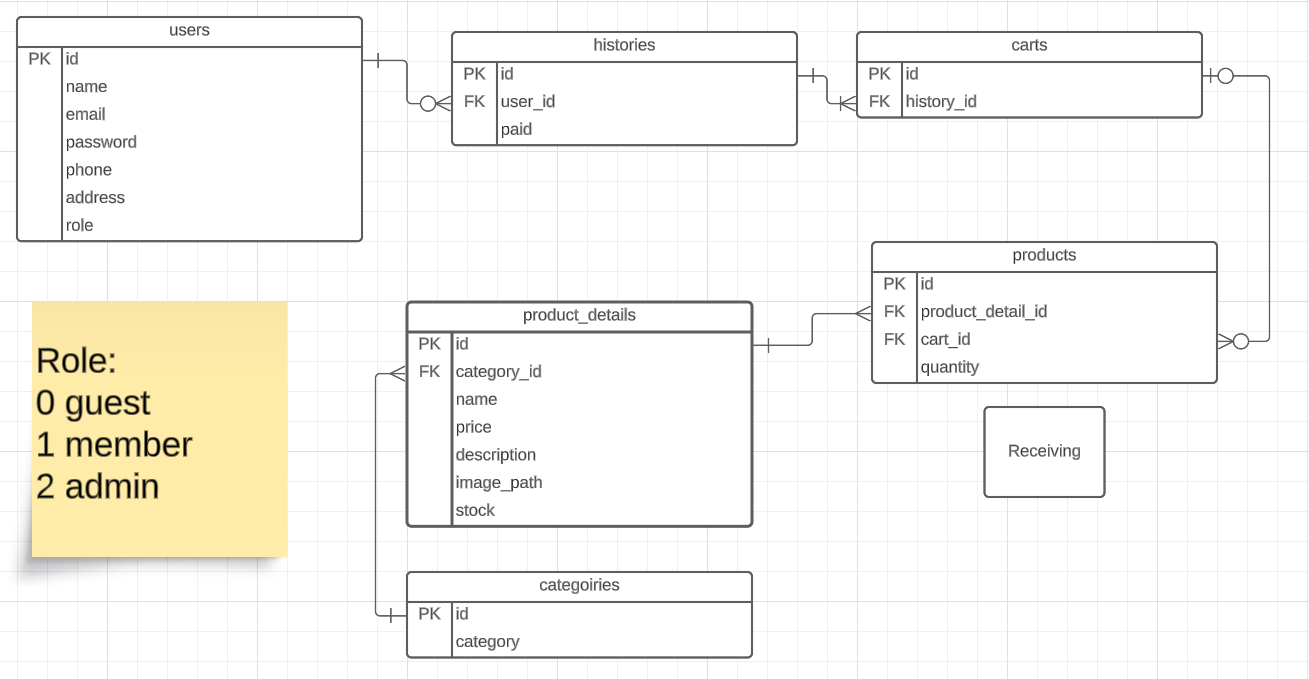 users
PK id
name
email
password
phone
address
role
histories
PK id
FK user_id
paid
carts
PK id
FK history_id
products
PK id
FK product_detail_id
FK cart_id
quantity
Receiving
product_details
PK id
FK category_id
name
price
description
image_path
stock
categoiries
PK id
category
Role:
0 guest
1 member
2 admin